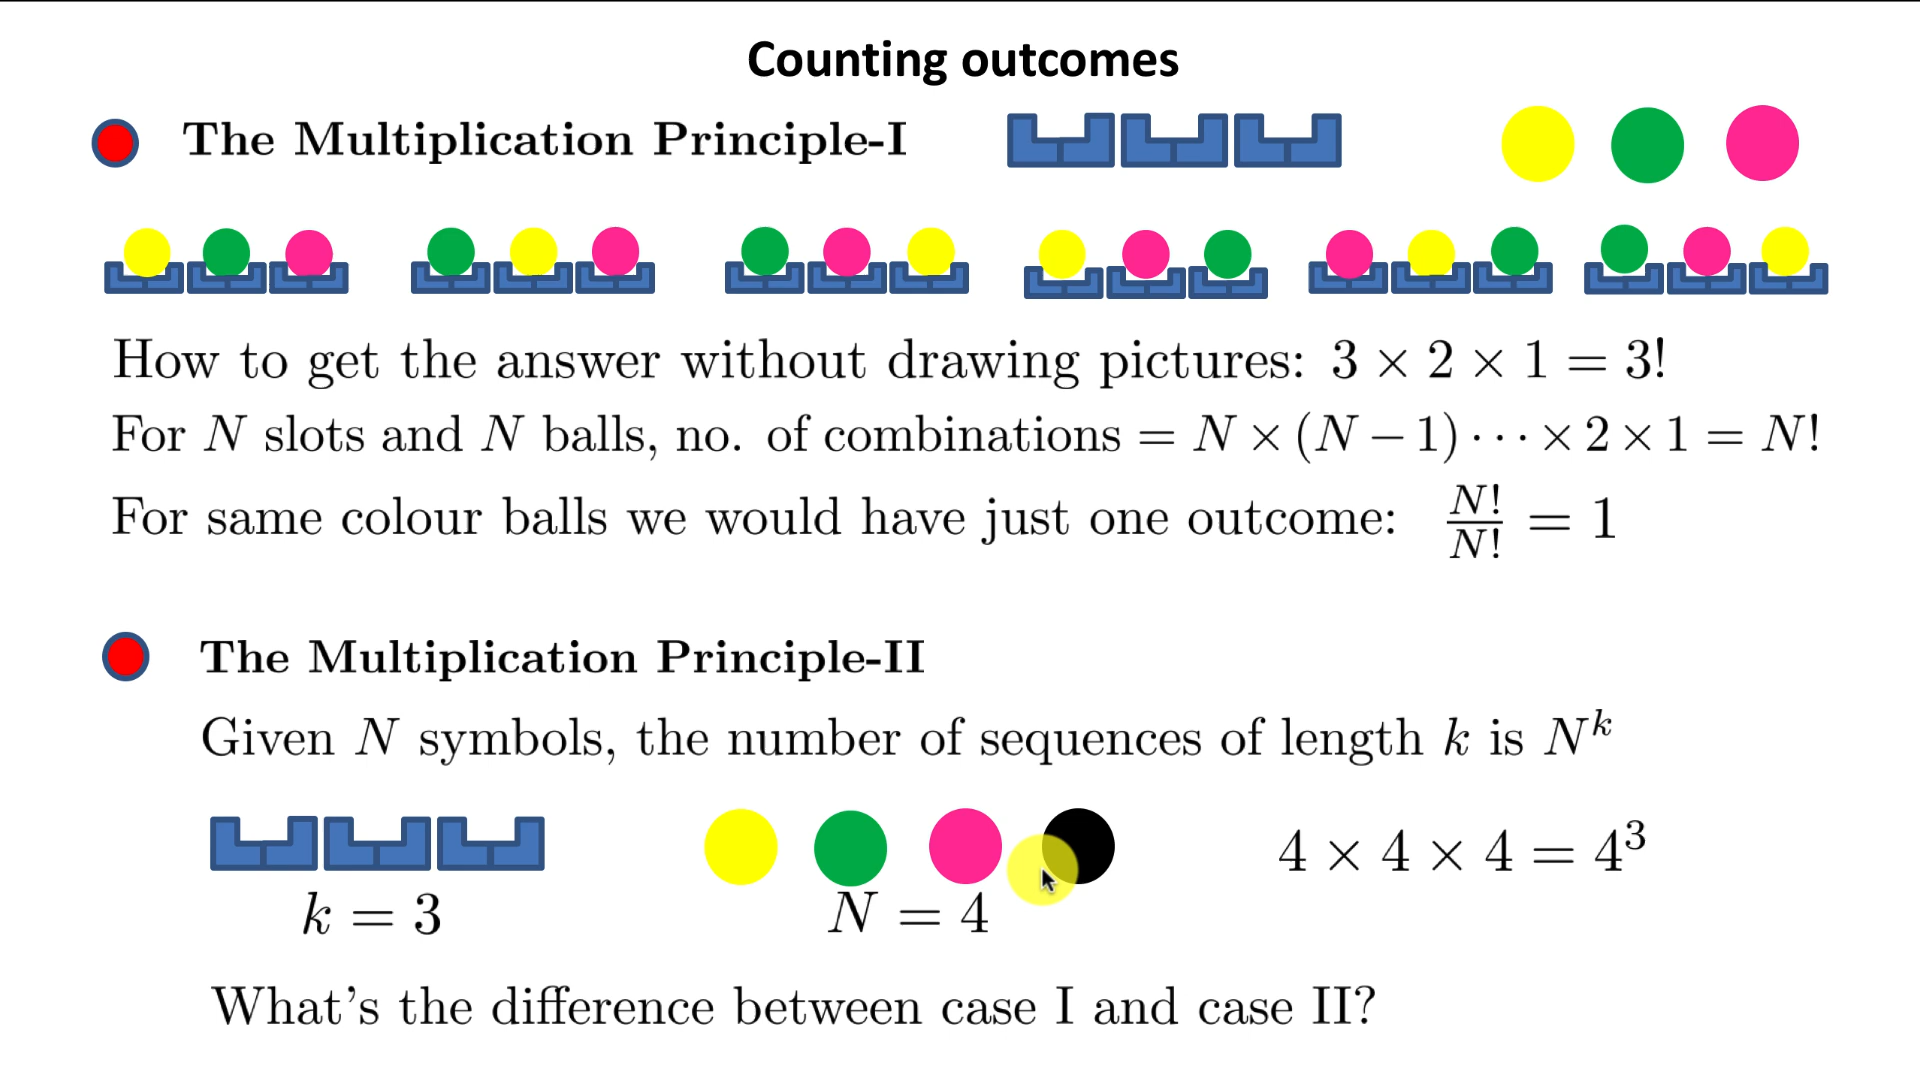 Counting outcomes
The Multiplication Principle-I
How to get the answer without drawing pictures: 3 × 2 × 1 = 3!
For N slots and N balls, no. of combinations = N × (N − 1) · · · × 2 × 1 = N!
For same colour balls we would have just one outcome: N!/N! = 1
The Multiplication Principle-II
Given N symbols, the number of sequences of length k is N^k
4 × 4 × 4 = 4³
k = 3 N = 4
What's the difference between case I and case II?